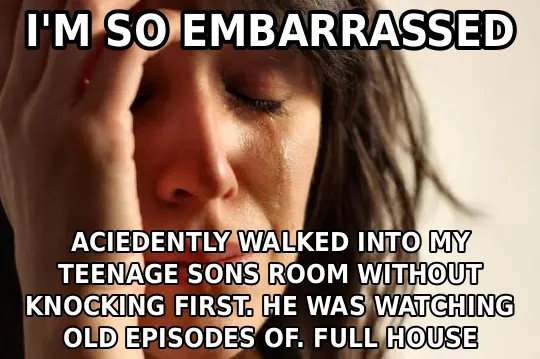 I'M SO EMBARRASSED
ACIEDENTLY WALKED INTO MY
TEENAGE SONS ROOM WITHOUT
KNOCKING FIRST. HE WAS WATCHING
OLD EPISODES OF. FULL HOUSE